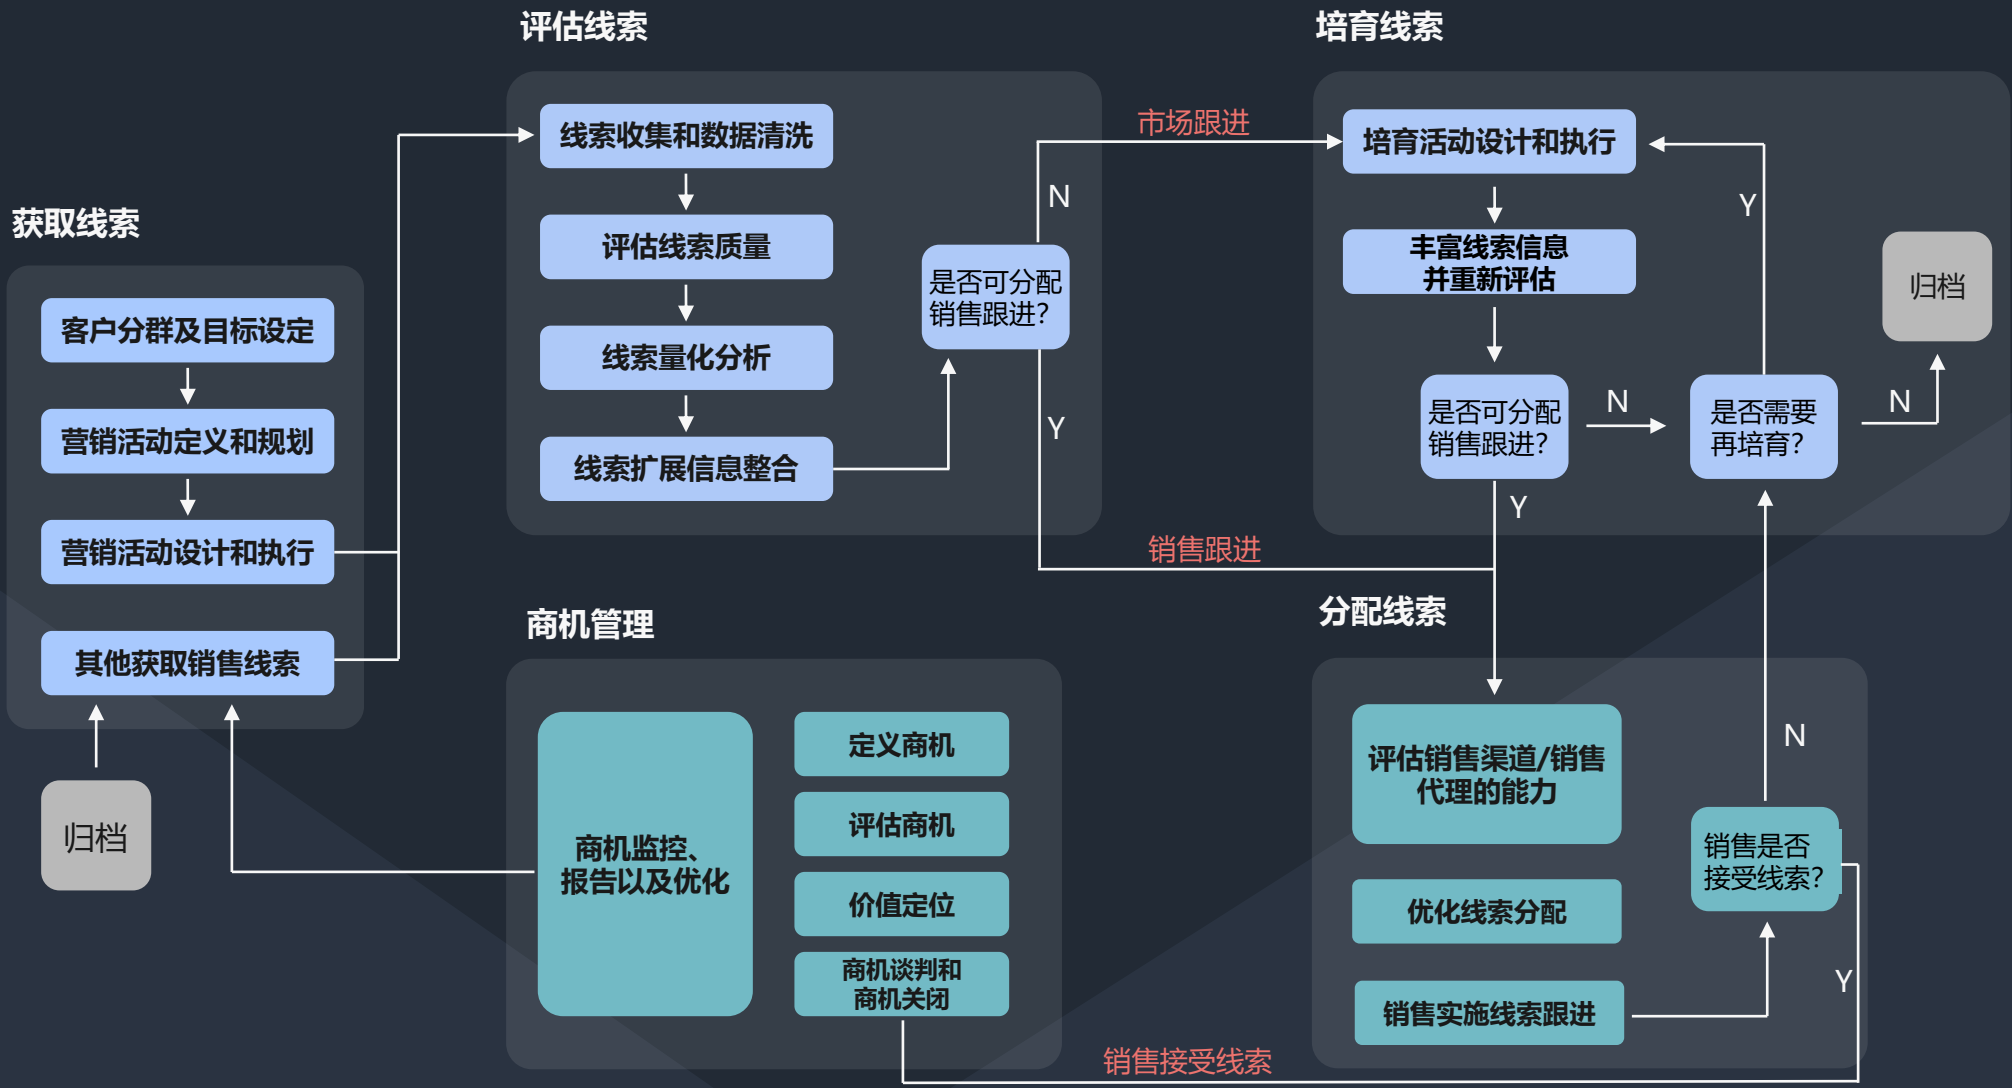 获取线索
客户分群及目标设定
营销活动定义和规划
营销活动设计和执行
其他获取销售线索
归档
评估线索
线索收集和数据清洗
评估线索质量
线索量化分析
线索扩展信息整合
是否可分配
销售跟进？
N
Y
市场跟进
销售跟进
培育线索
培育活动设计和执行
丰富线索信息
并重新评估
是否可分配
销售跟进？
N
Y
是否需要
再培育？
Y
N
归档
商机管理
商机监控、
报告以及优化
定义商机
评估商机
价值定位
商机谈判和
商机关闭
分配线索
评估销售渠道/销售
代理的能力
优化线索分配
销售实施线索跟进
销售是否
接受线索？
N
Y
销售接受线索